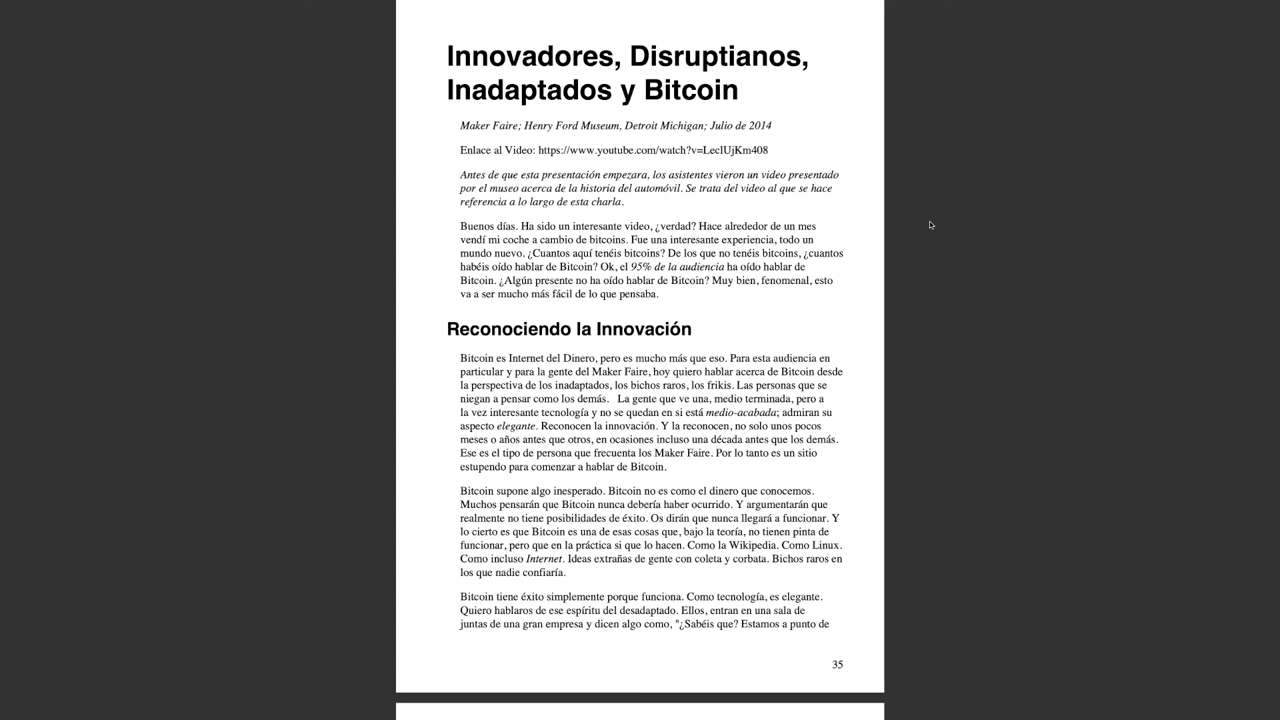 Innovadores, Disruptianos,
Inadaptados y Bitcoin
Maker Faire; Henry Ford Museum, Detroit Michigan; Julio de 2014
Enlace al Video: https://www.youtube.com/watch?v=LeclUjKm408
Antes de que esta presentación empezara, los asistentes vieron un video presentado
por el museo acerca de la historia del automóvil. Se trata del video al que se hace
referencia a lo largo de esta charla.
Buenos días. Ha sido un interesante video, ¿verdad? Hace alrededor de un mes
vendí mi coche a cambio de bitcoins. Fue una interesante experiencia, todo un
mundo nuevo. ¿Cuantos aquí tenéis bitcoins? De los que no tenéis bitcoins, ¿cuantos
habéis oído hablar de Bitcoin? Ok, el 95% de la audiencia ha oído hablar de
Bitcoin. ¿Algún presente no ha oído hablar de Bitcoin? Muy bien, fenomenal, esto
va a ser mucho más fácil de lo que pensaba.
Reconociendo la Innovación
Bitcoin es Internet del Dinero, pero es mucho más que eso. Para esta audiencia en
particular y para la gente del Maker Faire, hoy quiero hablar acerca de Bitcoin desde
la perspectiva de los inadaptados, los bichos raros, los frikis. Las personas que se
niegan a pensar como los demás. La gente que ve una, medio terminada, pero a
la vez interesante tecnología y no se quedan en si está medio-acabada; admiran su
aspecto elegante. Reconocen la innovación. Y la reconocen, no solo unos pocos
meses o años antes que otros, en ocasiones incluso una década antes que los demás.
Ese es el tipo de persona que frecuenta los Maker Faire. Por lo tanto es un sitio
estupendo para comenzar a hablar de Bitcoin.
Bitcoin supone algo inesperado. Bitcoin no es como el dinero que conocemos.
Muchos pensarán que Bitcoin nunca debería haber ocurrido. Y argumentarán que
realmente no tiene posibilidades de éxito. Os dirán que nunca llegará a funcionar. Y
lo cierto es que Bitcoin es una de esas cosas que, bajo la teoría, no tienen pinta de
funcionar, pero que en la práctica si que lo hacen. Como la Wikipedia. Como Linux.
Como incluso Internet. Ideas extrañas de gente con coleta y corbata. Bichos raros en
los que nadie confiaría.
Bitcoin tiene éxito simplemente porque funciona. Como tecnología, es elegante.
Quiero hablaros de ese espíritu del desadaptado. Ellos, entran en una sala de
juntas de una gran empresa y dicen algo como, "¿Sabéis que? Estamos a punto de
35